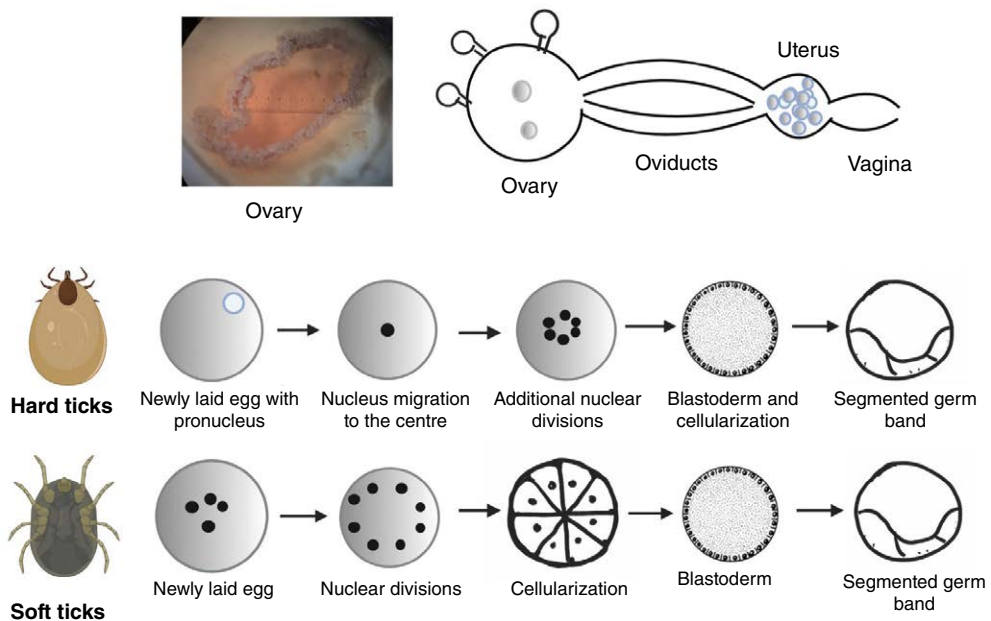 Uterus
Ovary
Oviducts
Vagina
Ovary
Hard ticks
Newly laid egg with
pronucleus
Nucleus migration
to the centre
Additional nuclear
divisions
Blastoderm and
cellularization
Segmented germ
band
Soft ticks
Newly laid egg
Nuclear divisions
Cellularization
Blastoderm
Segmented germ
band